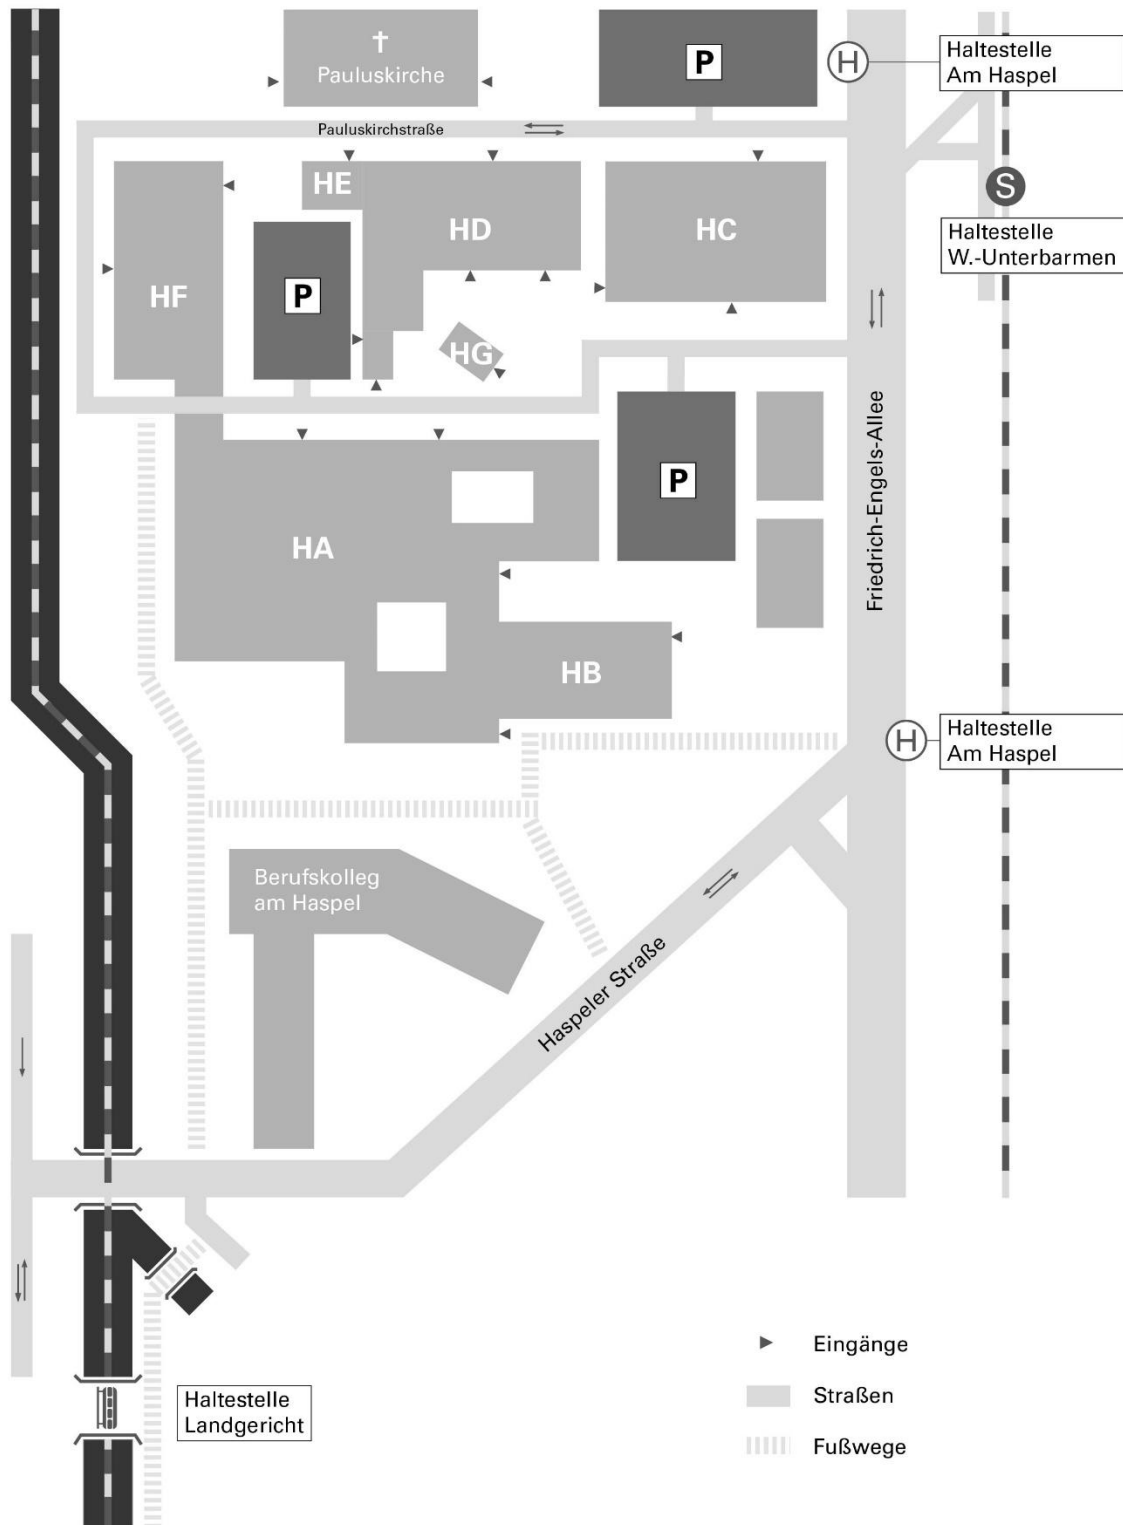 Pauluskirche
P
H
Haltestelle
Am Haspel
Pauluskirchstraße
S
Haltestelle
W.-Unterbarmen
HE
HD
HC
HF
P
HG
Friedrich-Engels-Allee
P
HA
HB
H
Haltestelle
Am Haspel
Berufskolleg
am Haspel
Haspeler Straße
Haltestelle
Landgericht
Eingänge
Straßen
Fußwege